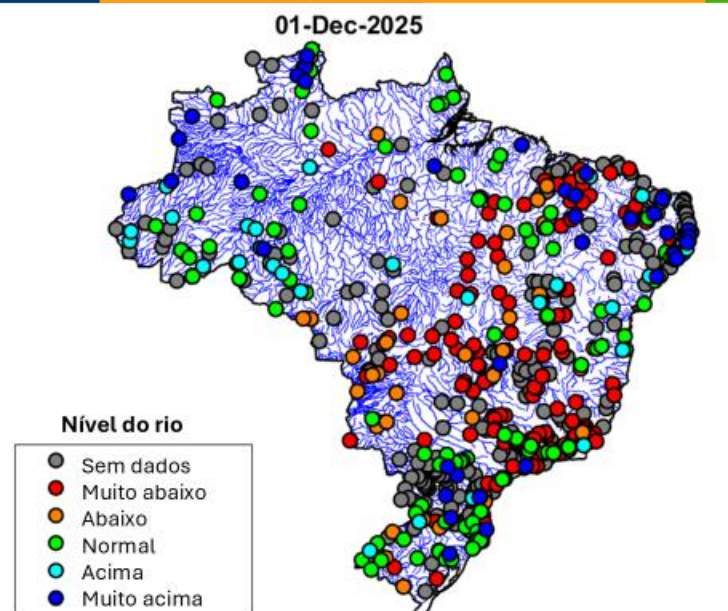 01-Dec-2025
Nível do rio
Sem dados
Muito abaixo
Abaixo
Normal
Acima
Muito acima